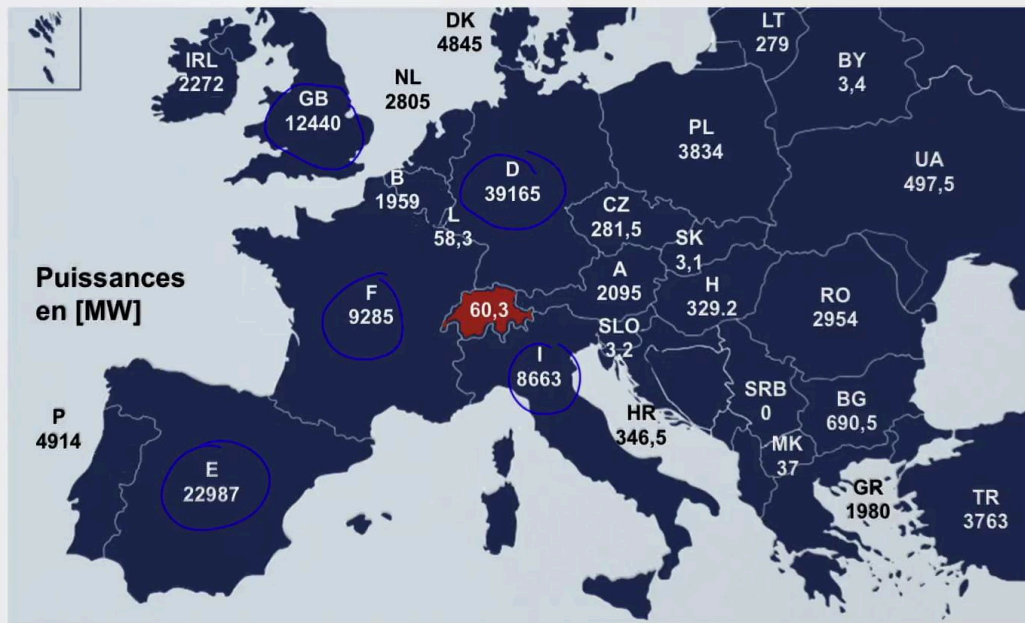 DK
4845
LT
279
IRL
2272
BY
3,4
NL
2805
GB
12440
PL
3834
UA
497,5
D
39165
B
1959
L
58,3
CZ
281,5
SK
3,1
Puissances
en [MW]
F
9285
60,3
A
2095
H
329.2
RO
2954
SLO
3,2
I
8663
SRB
0
BG
690,5
P
4914
HR
346,5
MK
37
E
22987
GR
1980
TR
3763